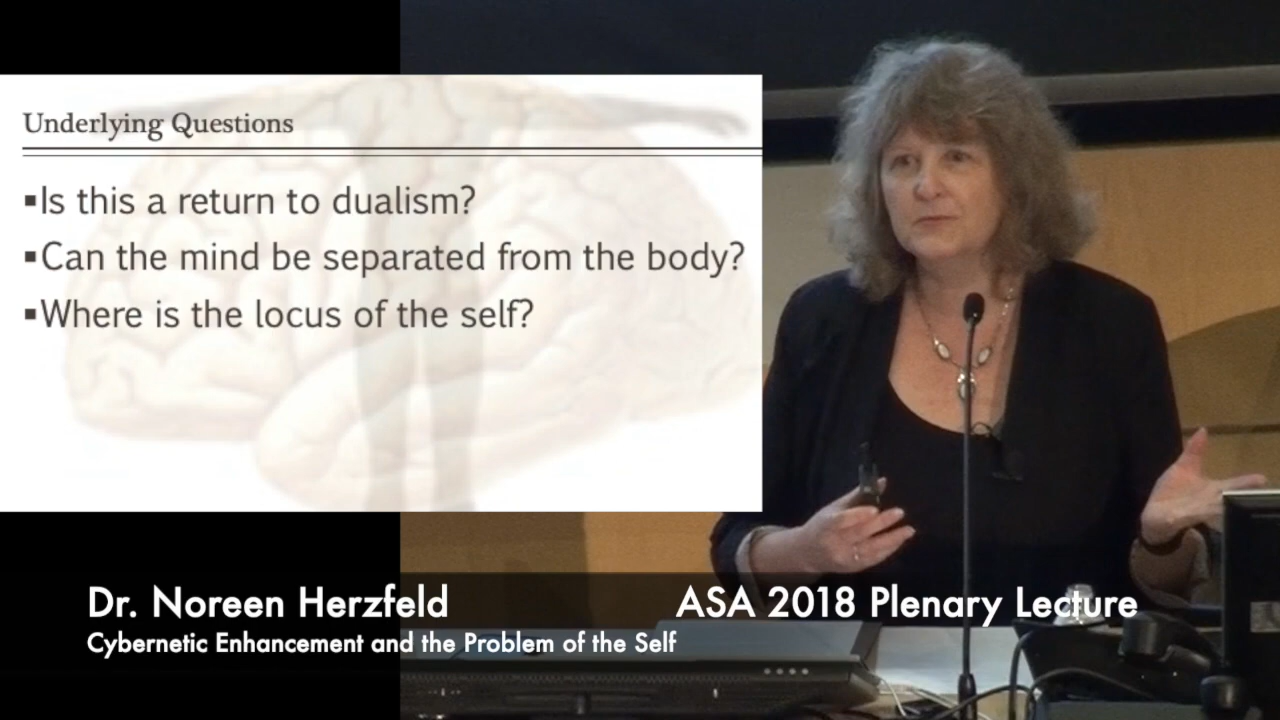 Underlying Questions
▪Is this a return to dualism?
▪Can the mind be separated from the body?
▪Where is the locus of the self?
Dr. Noreen Herzfeld
ASA 2018 Plenary Lecture
Cybernetic Enhancement and the Problem of the Self